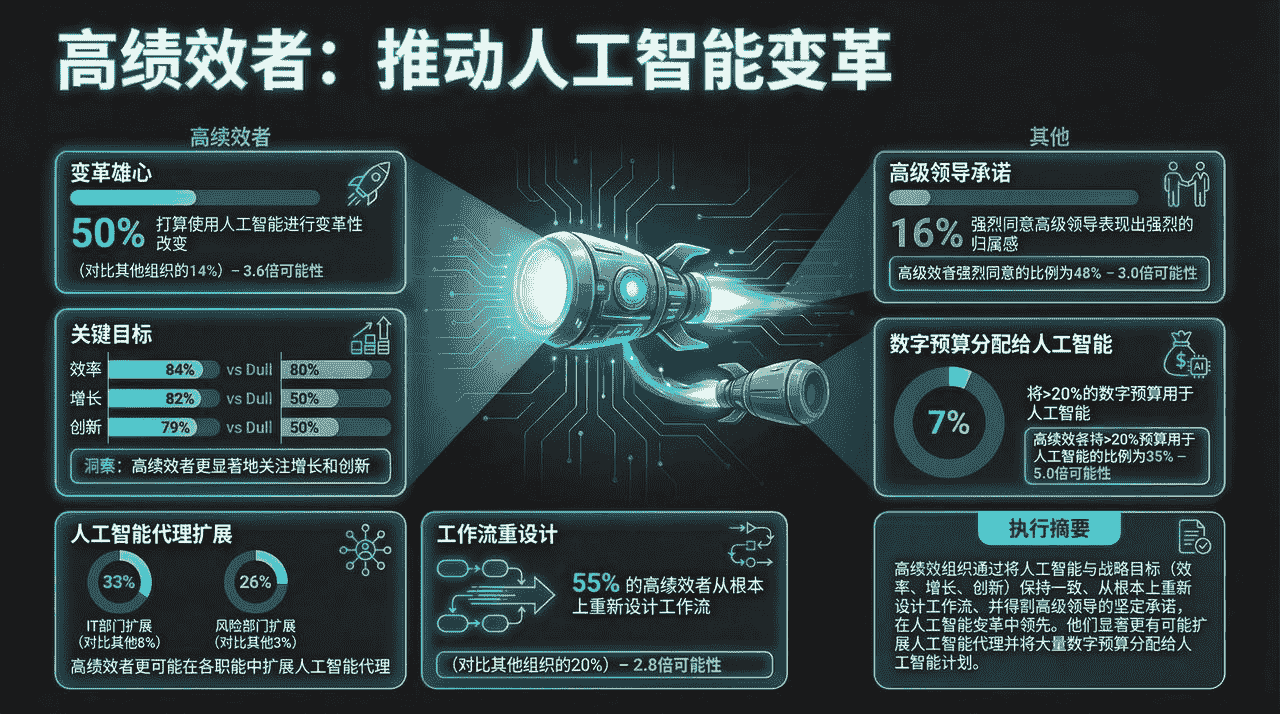 高绩效者：推动人工智能变革
高续效者
变革雄心
50% 打算使用人工智能进行变革性
改变
（对比其他组织的14%）– 3.6倍可能性
关键目标
效率 84% vs Dull 80%
增长 82% vs Dull 50%
创新 79% vs Dull 50%
洞察：高绩效者更显著地关注增长和创新
人工智能代理扩展
33%
IT部门扩展
（对比其他8%）
26%
风险部门扩展
（对比其他3%）
高绩效者更可能在各职能中扩展人工智能代理
工作流重设计
55% 的高绩效者从根本
上重新设计工作流
（对比其他组织的20%）– 2.8倍可能性
其他
高级领导承诺
16% 强烈同意高级领导表现出强烈的
归属感
高级效者强烈同意的比例为48% – 3.0倍可能性
数字预算分配给人工智能
$
AI
7%
将>20%的数字预算用于
人工智能
高绩效各持>20%预算用于
人工智能的比例为35% –
5.0倍可能性
执行摘要
高绩效组织通过将人工智能与战略目标（效
率、增长、创新）保持一致、从根本上重新
设计工作流、并得割高级领导的坚定承诺，
在人工智能变革中领先。他们显著更有可能扩
展人工智能代理并将大量数字预算分配给人
工智能计划。